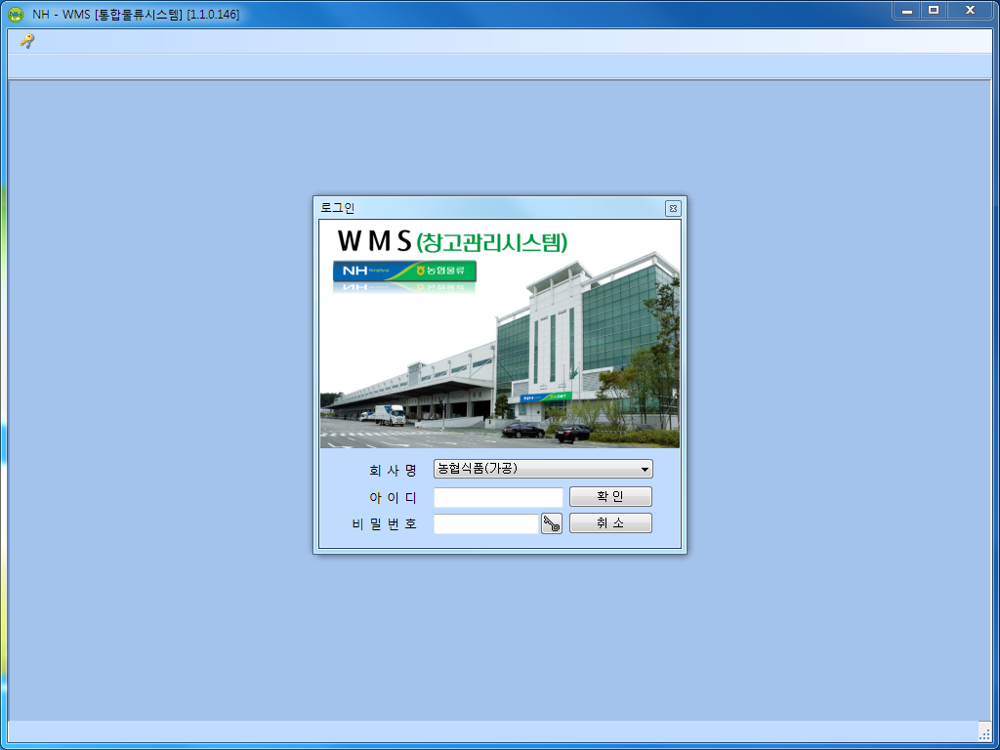 NH - WMS [통합물류시스템] [1.1.0.146]
로그인
WMS(창고관리시스템)
NH 농협물류
NH
회 사 명 농협식품(가공)
아 이 디 확 인
비 밀 번 호 취 소